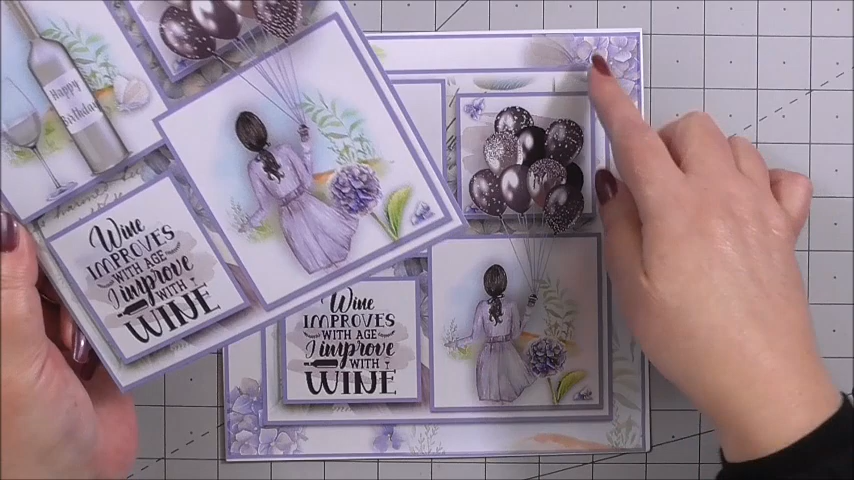 Happy
Birthday
Wine
IMPROVES
WITH AGE
I improve
WITH
WINE
Wine
IMPROVES
WITH AGE
I improve
WITH
WINE